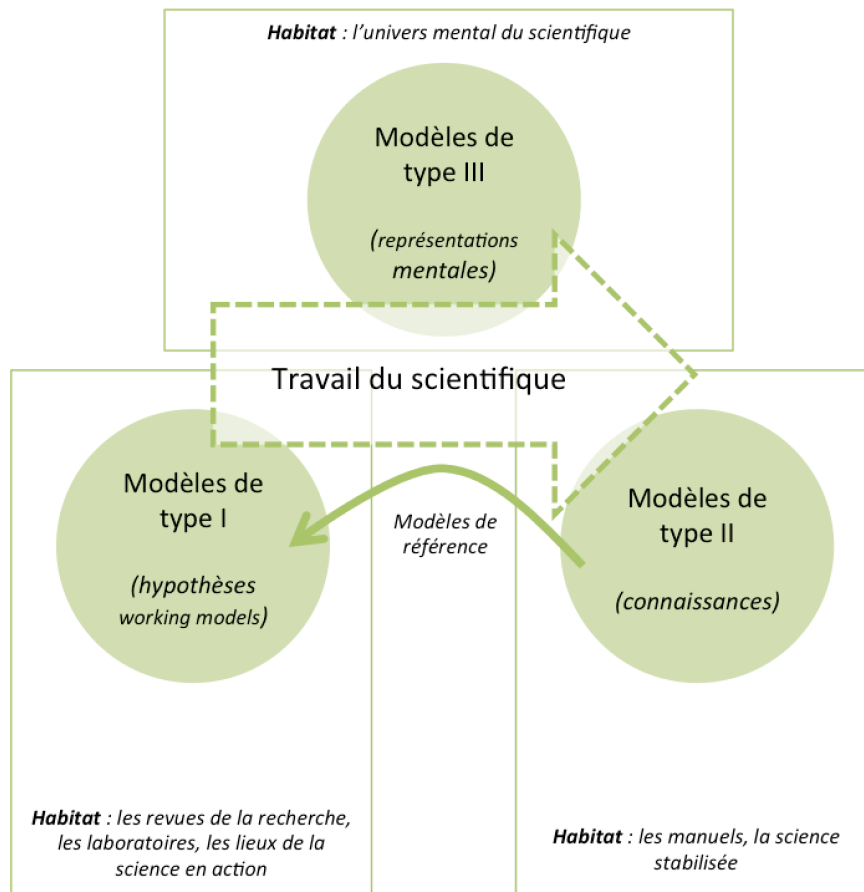 Habitat : l’univers mental du scientifique
Modèles de
type III
(représentations
mentales)
Travail du scientifique
Modèles de
type I
(hypothèses
working models)
Modèles de
référence
Modèles de
type II
(connaissances)
Habitat : les revues de la recherche,
les laboratoires, les lieux de la
science en action
Habitat : les manuels, la science
stabilisée